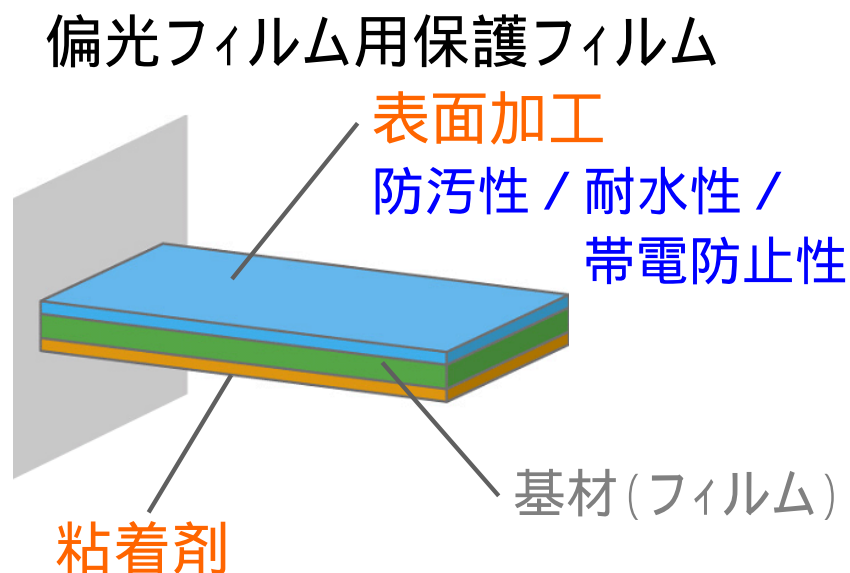 偏光フィルム用保護フィルム
表面加工
防汚性/耐水性/
帯電防止性
基材(フィルム)
粘着剤